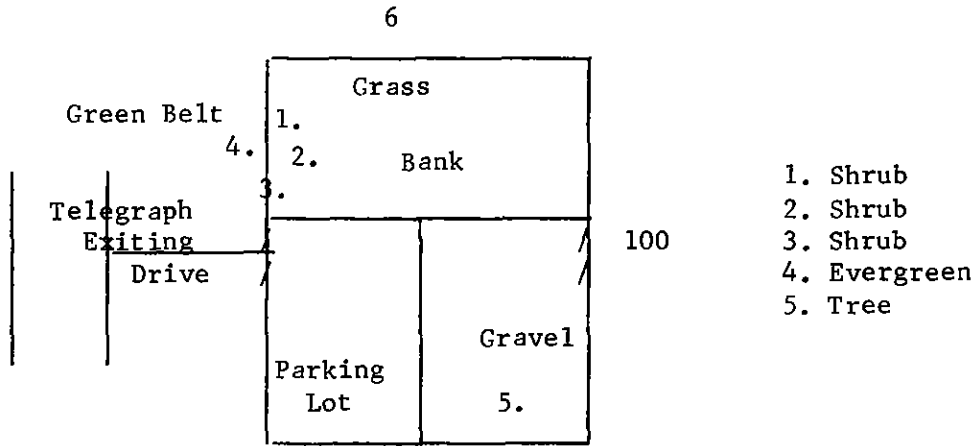 6
Grass
Green Belt
1.
4.
2.
Bank
3.
Telegraph
Exiting
Drive
100
Gravel
Parking
Lot
5.
1. Shrub
2. Shrub
3. Shrub
4. Evergreen
5. Tree